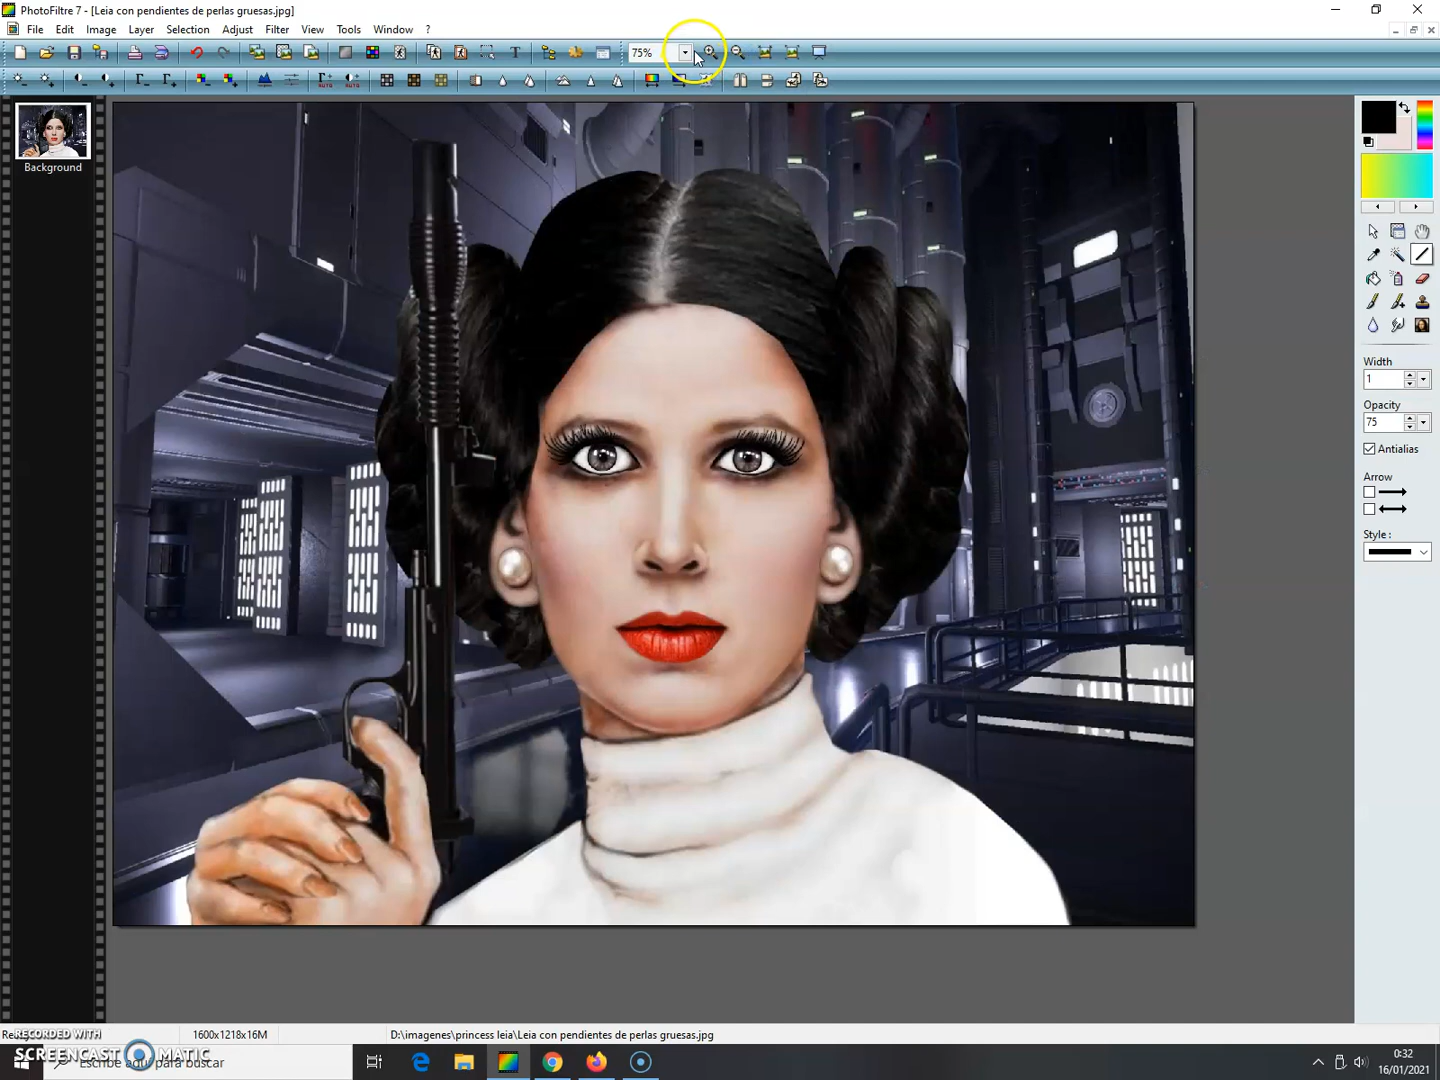 PhotoFiltre 7 - [Leia con pendientes de perlas gruesas.jpg]
File Edit Image Layer Selection Adjust Filter View Tools Window ?
75%
Background
Width
1
Opacity
75
Antialias
Arrow
Style :
1600x1218x16M
D:\imagenes\princess leia\Leia con pendientes de perlas gruesas.jpg
RECORDED WITH
SCREENCAST MATIC
para buscar
0:32
16/01/2021